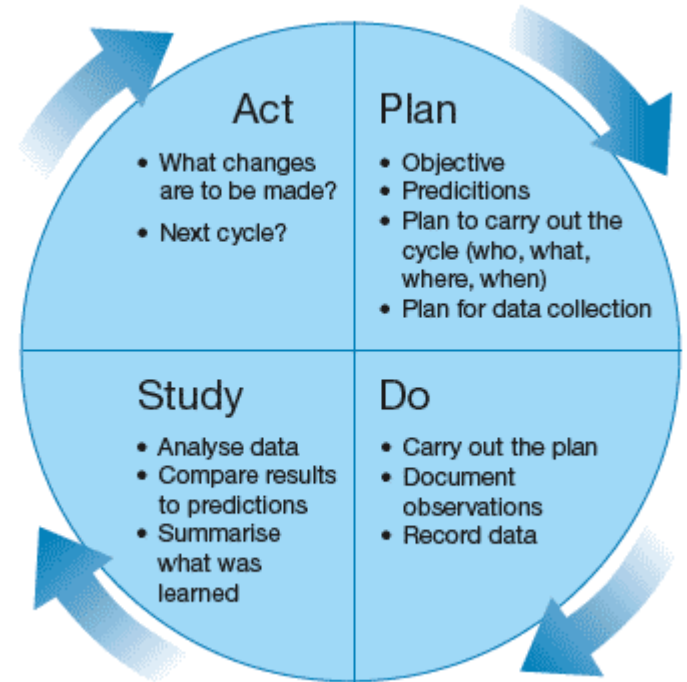 Act
• What changes
are to be made?
• Next cycle?
Plan
• Objective
• Predicitions
• Plan to carry out the
cycle (who, what,
where, when)
• Plan for data collection
Study
• Analyse data
• Compare results
to predictions
• Summarise
what was
learned
Do
• Carry out the plan
• Document
observations
• Record data